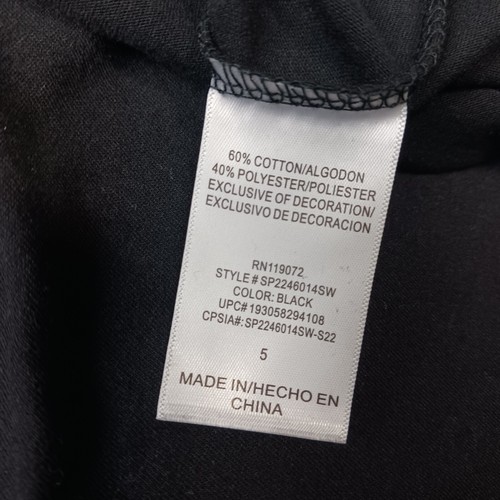 60% COTTON/ALGODON
40% POLYESTER/POLIESTER
EXCLUSIVE OF DECORATION/
EXCLUSIVO DE DECORACION
RN119072
STYLE # SP2246014SW
COLOR: BLACK
UPC# 193058294108
CPSIA#: SP2246014SW-S22
5
MADE IN/HECHO EN
CHINA